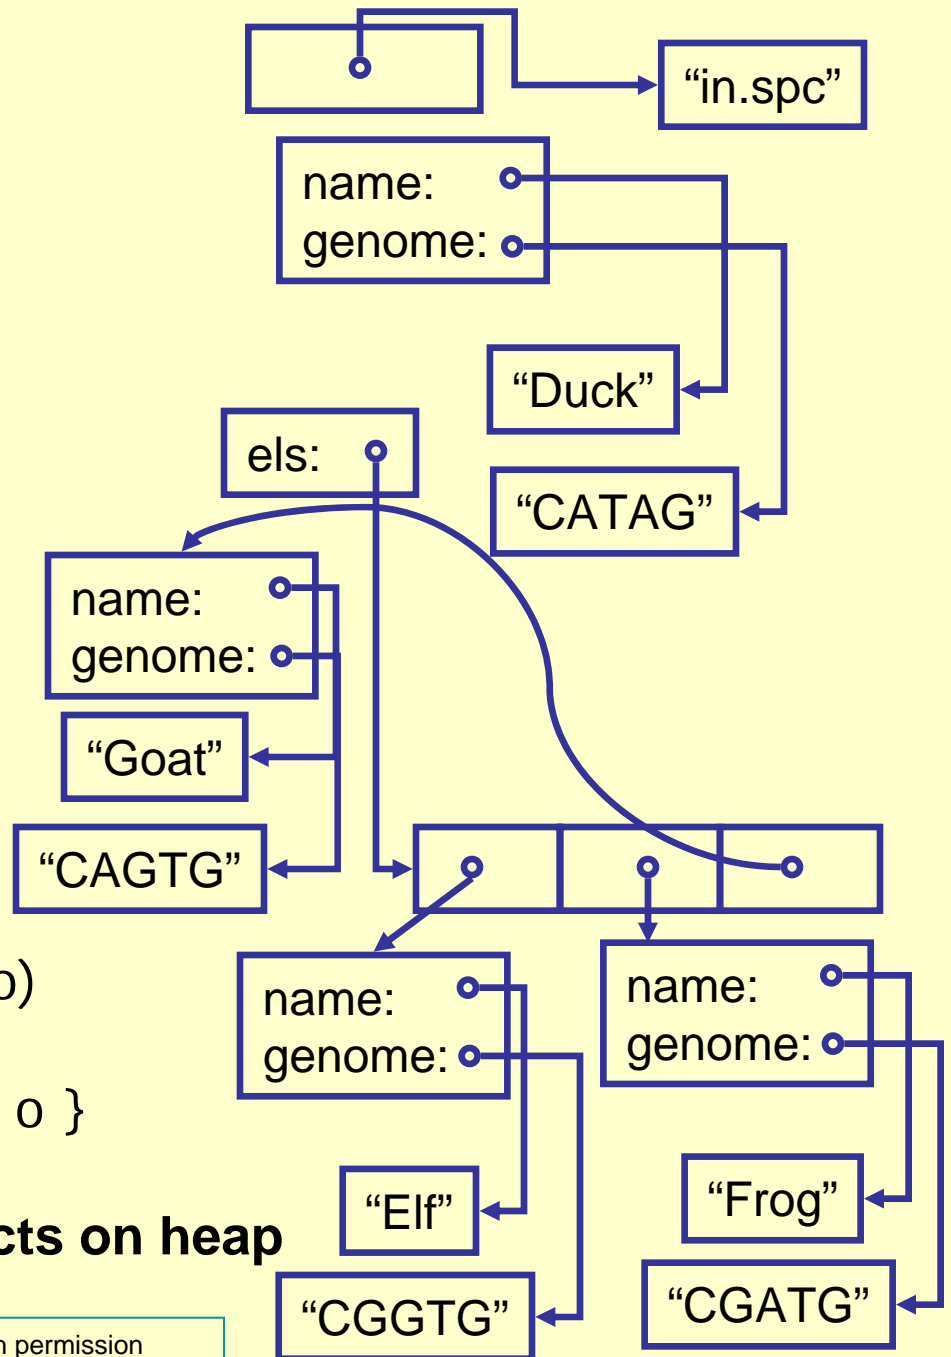 “in.spc”
name:
genome:
“Duck”
els:
“CATAG”
name:
genome:
“Goat”
“CAGTG”
o)
name:
genome:
name:
genome:
o }
“Elf”
“Frog”
cts on heap
“CGGTG”
“CGATG”
n permission